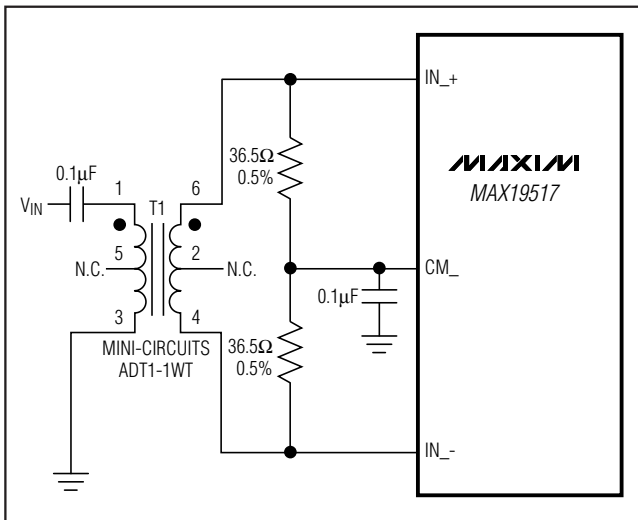 IN_+
36.5Ω
0.5%
0.1μF
1
6
MAXIM
MAX19517
VIN
T1
5
2
N.C.
N.C.
CM_
0.1μF
3
4
MINI-CIRCUITS
ADT1-1WT
36.5Ω
0.5%
IN_-